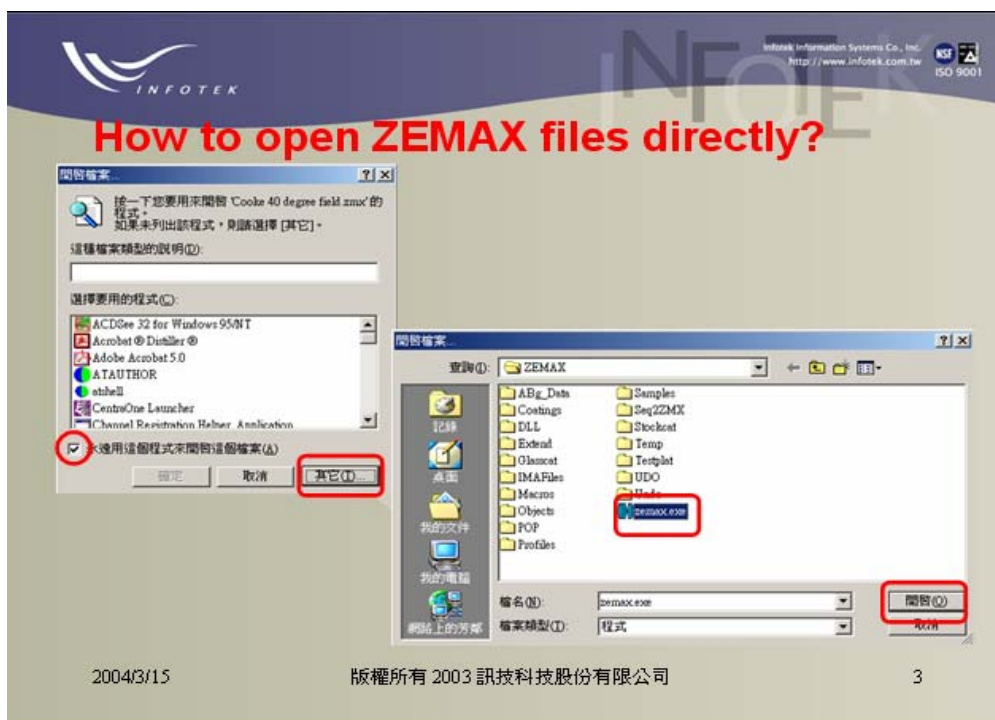 INFOTEK
INFOTEK
Infotek Information Systems Co., Inc.
http://www.infotek.com.tw
NSF
ISO 9001
How to open ZEMAX files directly?
開啟檔案...
按一下您要用來開啟 'Cooke 40 degree field.zmx' 的
程式。
如果未列出該程式，則請選擇 [其它]。
這種檔案類型的說明(D):
選擇要用的程式(C):
ACDSee 32 for Windows 95/NT
Acrobat ® Distiller ®
Adobe Acrobat 5.0
ATAUTHOR
atshell
CentraOne Launcher
Channel Registration Helper Application
永遠用這個程式來開啟這個檔案(A)
確定
取消
其它(O)...
開啟檔案...
查詢(I):
ZEMAX
記錄
桌面
我的文件
我的電腦
網路上的芳鄰
ABg_Data
Coatings
DLL
Extend
Glasscat
IMAFiles
Macros
Objects
POP
Profiles
Samples
Seq2ZMX
Stockcat
Temp
Testplat
UDO
Undo
zemax.exe
檔名(N):
zemax.exe
開啟(O)
檔案類型(T):
程式
取消
2004/3/15
版權所有 2003 訊技科技股份有限公司
3